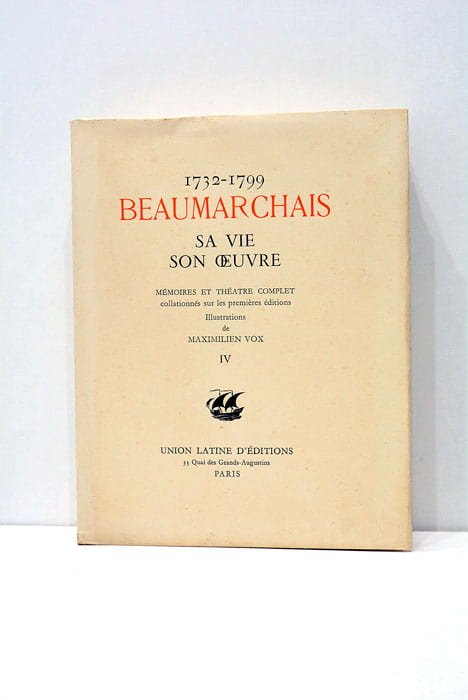 1732-1799
BEAUMARCHAIS
SA VIE
SON ŒUVRE
MÉMOIRES ET THÉATRE COMPLET
collationnés sur les premières éditions
Illustrations
de
MAXIMILIEN VOX
IV
UNION LATINE D'ÉDITIONS
33 Quai des Grands-Augustins
PARIS